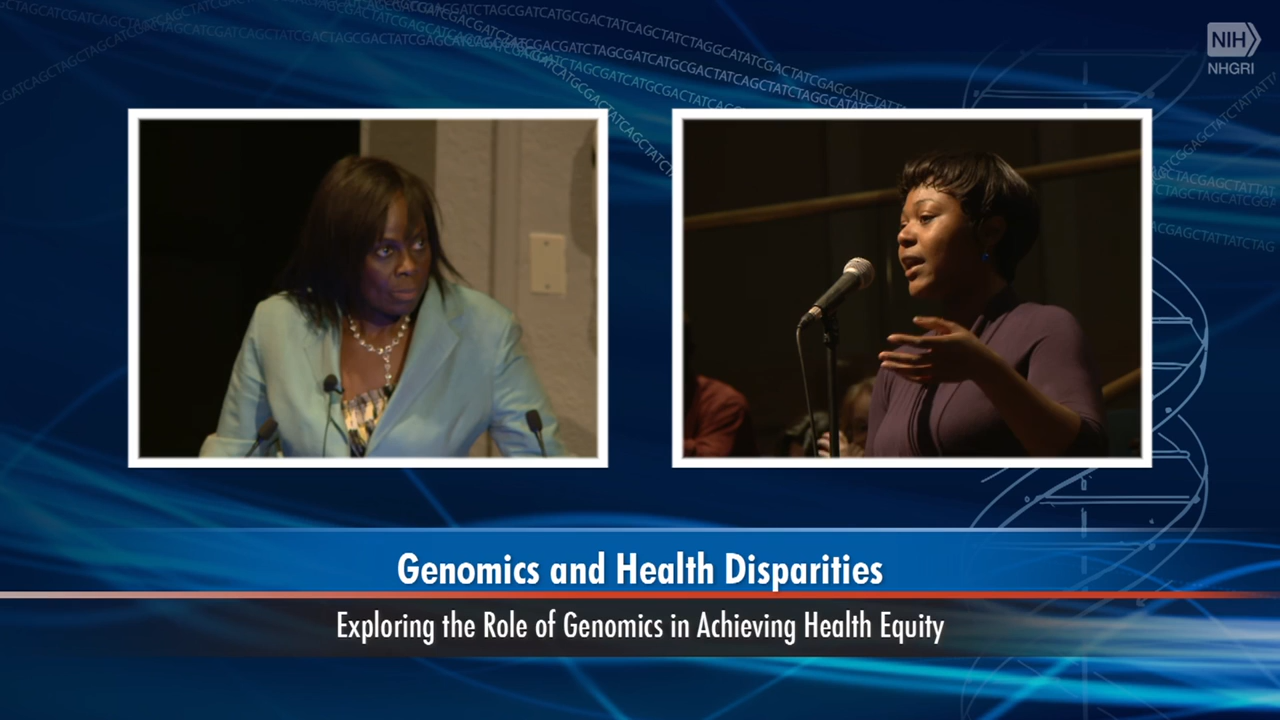 NIH
NHGRI
Genomics and Health Disparities
Exploring the Role of Genomics in Achieving Health Equity